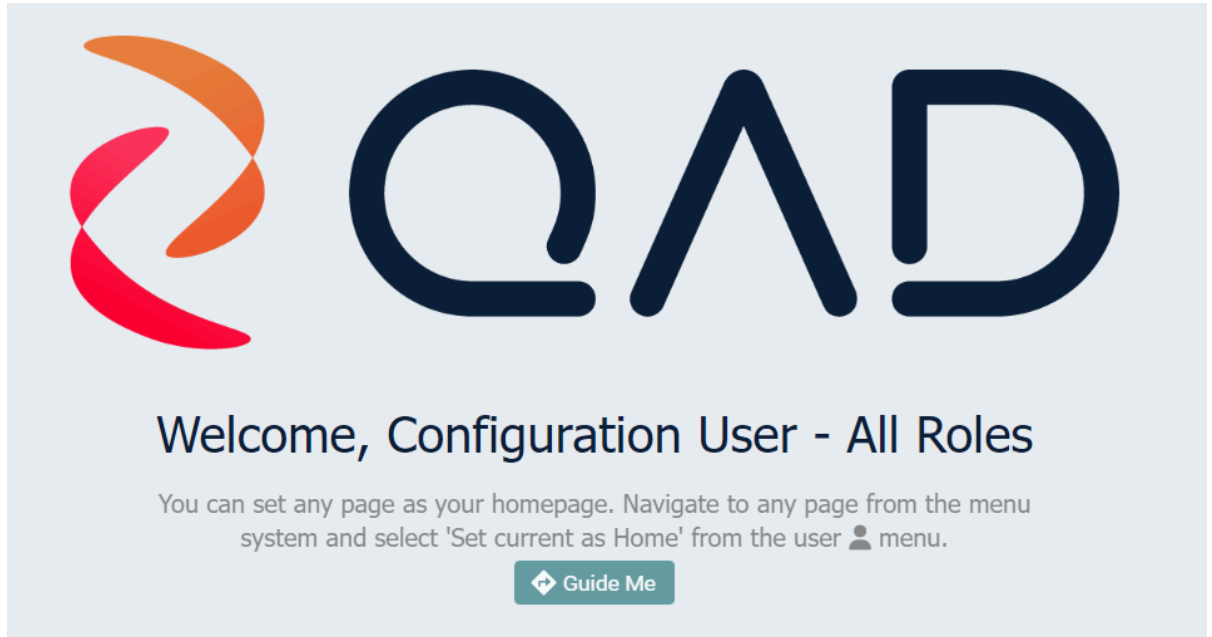 QAD
Welcome, Configuration User - All Roles
You can set any page as your homepage. Navigate to any page from the menu
system and select 'Set current as Home' from the user menu.
Guide Me